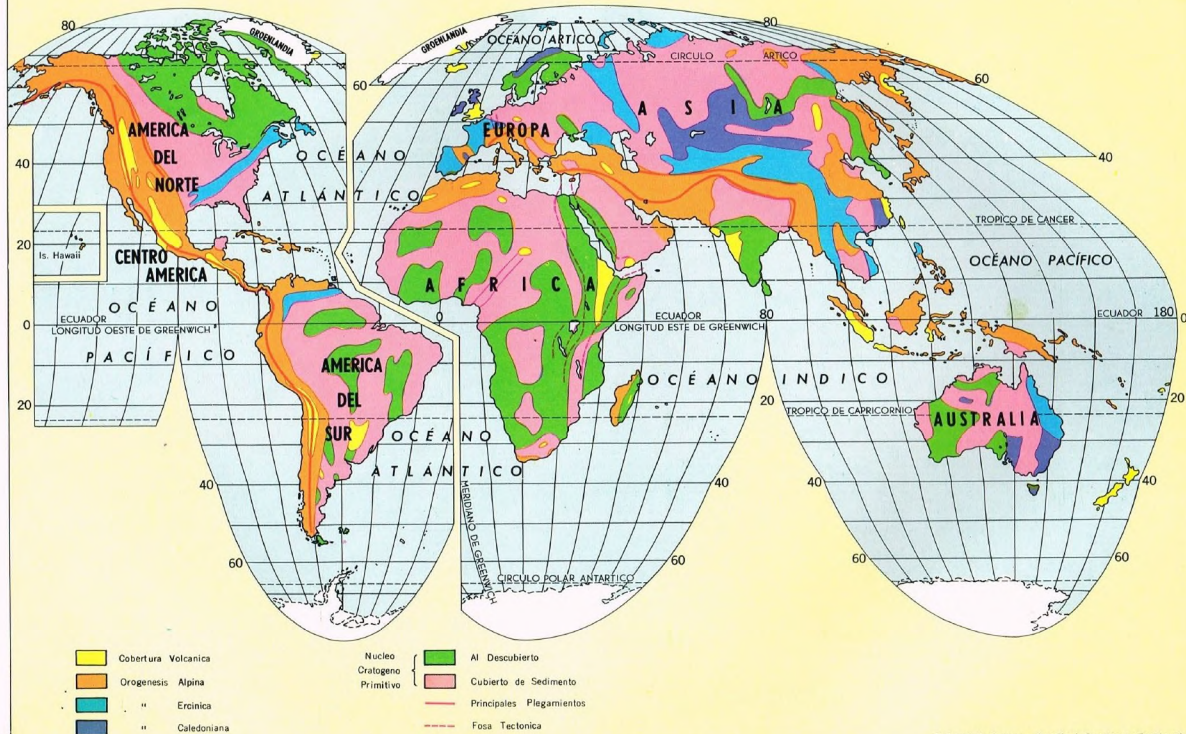 80
80
GROENLANDIA
GROENLANDIA
OCÉANO ARTICO
CIRCULO ARTICO
60
60
AMERICA
DEL
NORTE
EUROPA
A S I A
40
40
OCÉANO
ATLÁNTICO
TROPICO DE CANCER
20
Is. Hawaii
CENTRO
AMERICA
OCÉANO PACÍFICO
AFRICA
OCÉANO
PACÍFICO
ECUADOR
LONGITUD OESTE DE GREENWICH
0
0
ECUADOR
LONGITUD ESTE DE GREENWICH
80
ECUADOR
180
0
AMERICA
DEL
SUR
OCÉANO INDICO
20
20
20
TROPICO DE CAPRICORNIO
AUSTRALIA
OCÉANO
ATLÁNTICO
40
40
40
40
MERIDIANO DE GREENWICH
60
60
60
60
CIRCULO POLAR ANTARTICO
Cobertura Volcanica
Orogenesis Alpina
" Ercinica
" Caledoniana
Nucleo
Cratogeno
Primitivo
Al Descubierto
Cubierto de Sedimento
Principales Plegamientos
Fosa Tectonica